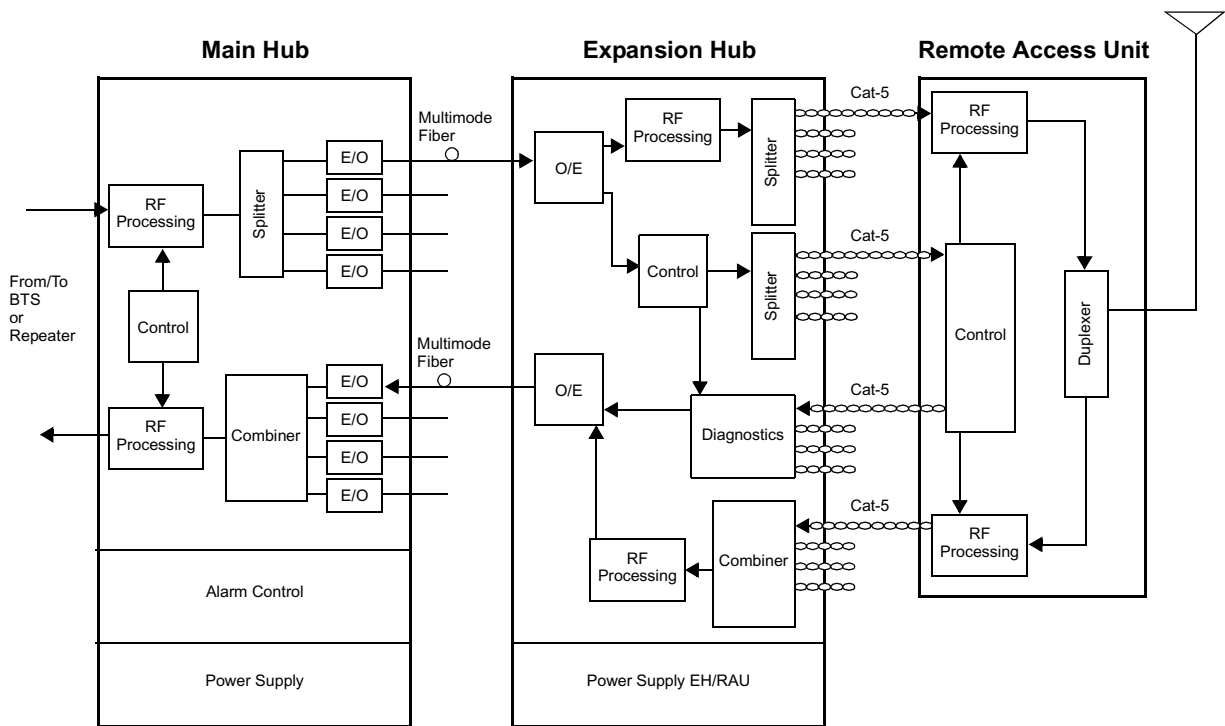 Main Hub
Expansion Hub
Remote Access Unit
From/To
BTS
or
Repeater
RF
Processing
Control
RF
Processing
Splitter
E/O
E/O
E/O
E/O
Combiner
E/O
E/O
E/O
E/O
Alarm Control
Power Supply
Multimode
Fiber
Multimode
Fiber
O/E
RF
Processing
Splitter
Control
Splitter
O/E
Diagnostics
RF
Processing
Combiner
Power Supply EH/RAU
Cat-5
Cat-5
Cat-5
Cat-5
RF
Processing
Control
Duplexer
RF
Processing